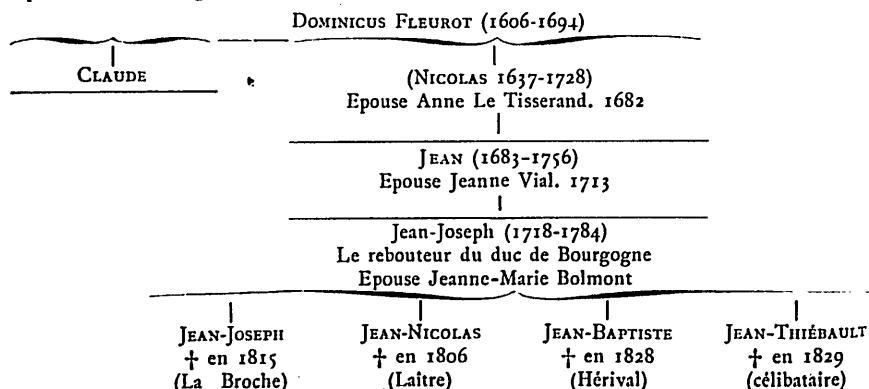 DOMINICUS FLEUROT (1606-1694)
CLAUDE
(NICOLAS 1637-1728)
Epouse Anne Le Tisserand. 1682
JEAN (1683-1756)
Epouse Jeanne Vial. 1713
Jean-Joseph (1718-1784)
Le rebouteur du duc de Bourgogne
Epouse Jeanne-Marie Bolmont
JEAN-JOSEPH
† en 1815
(La Broche)
JEAN-NICOLAS
† en 1806
(Laître)
JEAN-BAPTISTE
† en 1828
(Hérival)
JEAN-THIÉBAULT
† en 1829
(célibataire)